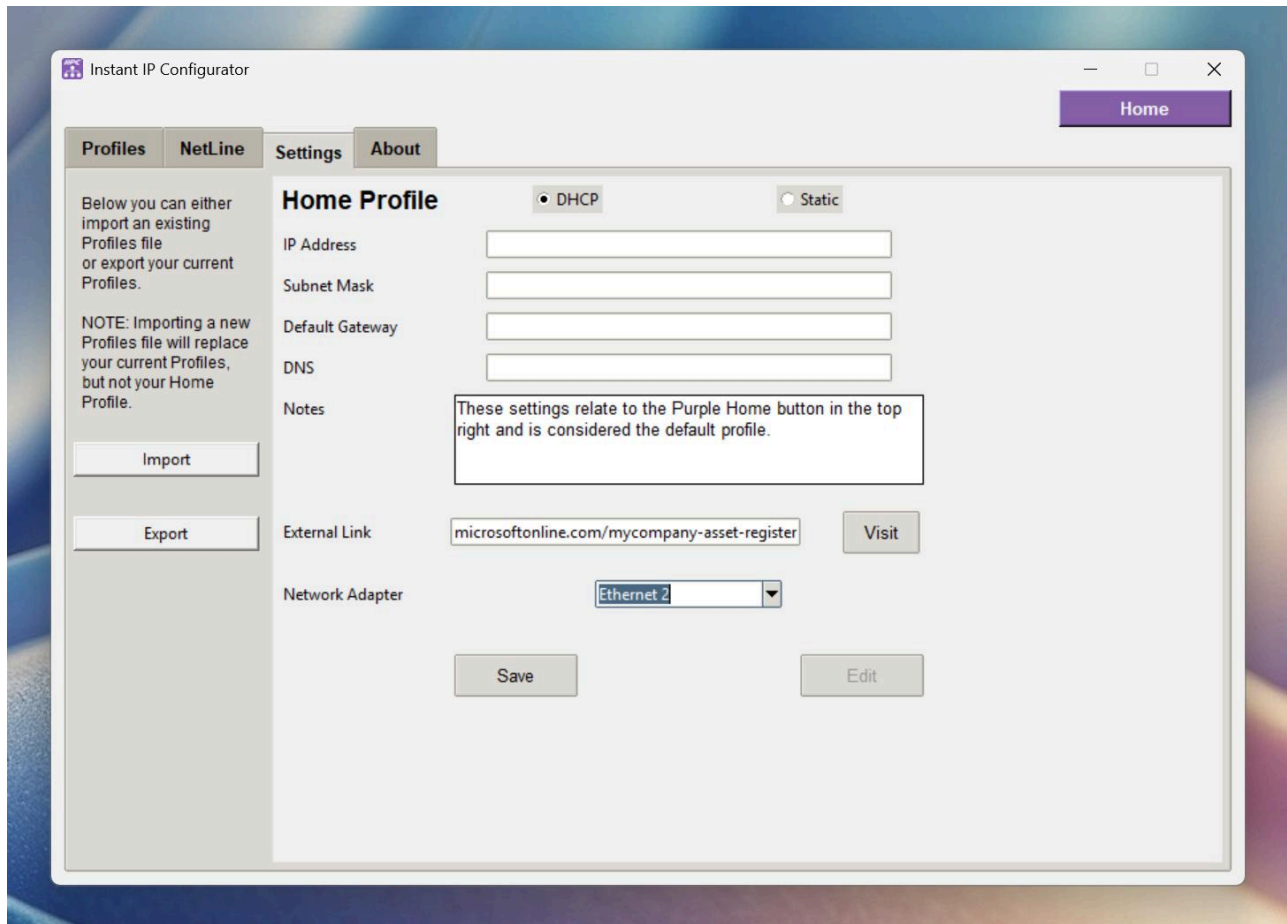 Instant IP Configurator
Home
Profiles NetLine Settings About
Below you can either
import an existing
Profiles file
or export your current
Profiles.
NOTE: Importing a new
Profiles file will replace
your current Profiles,
but not your Home
Profile.
Import
Export
Home Profile DHCP Static
IP Address
Subnet Mask
Default Gateway
DNS
Notes
These settings relate to the Purple Home button in the top
right and is considered the default profile.
External Link microsoftonline.com/mycompany-asset-register Visit
Network Adapter Ethernet 2
Save Edit